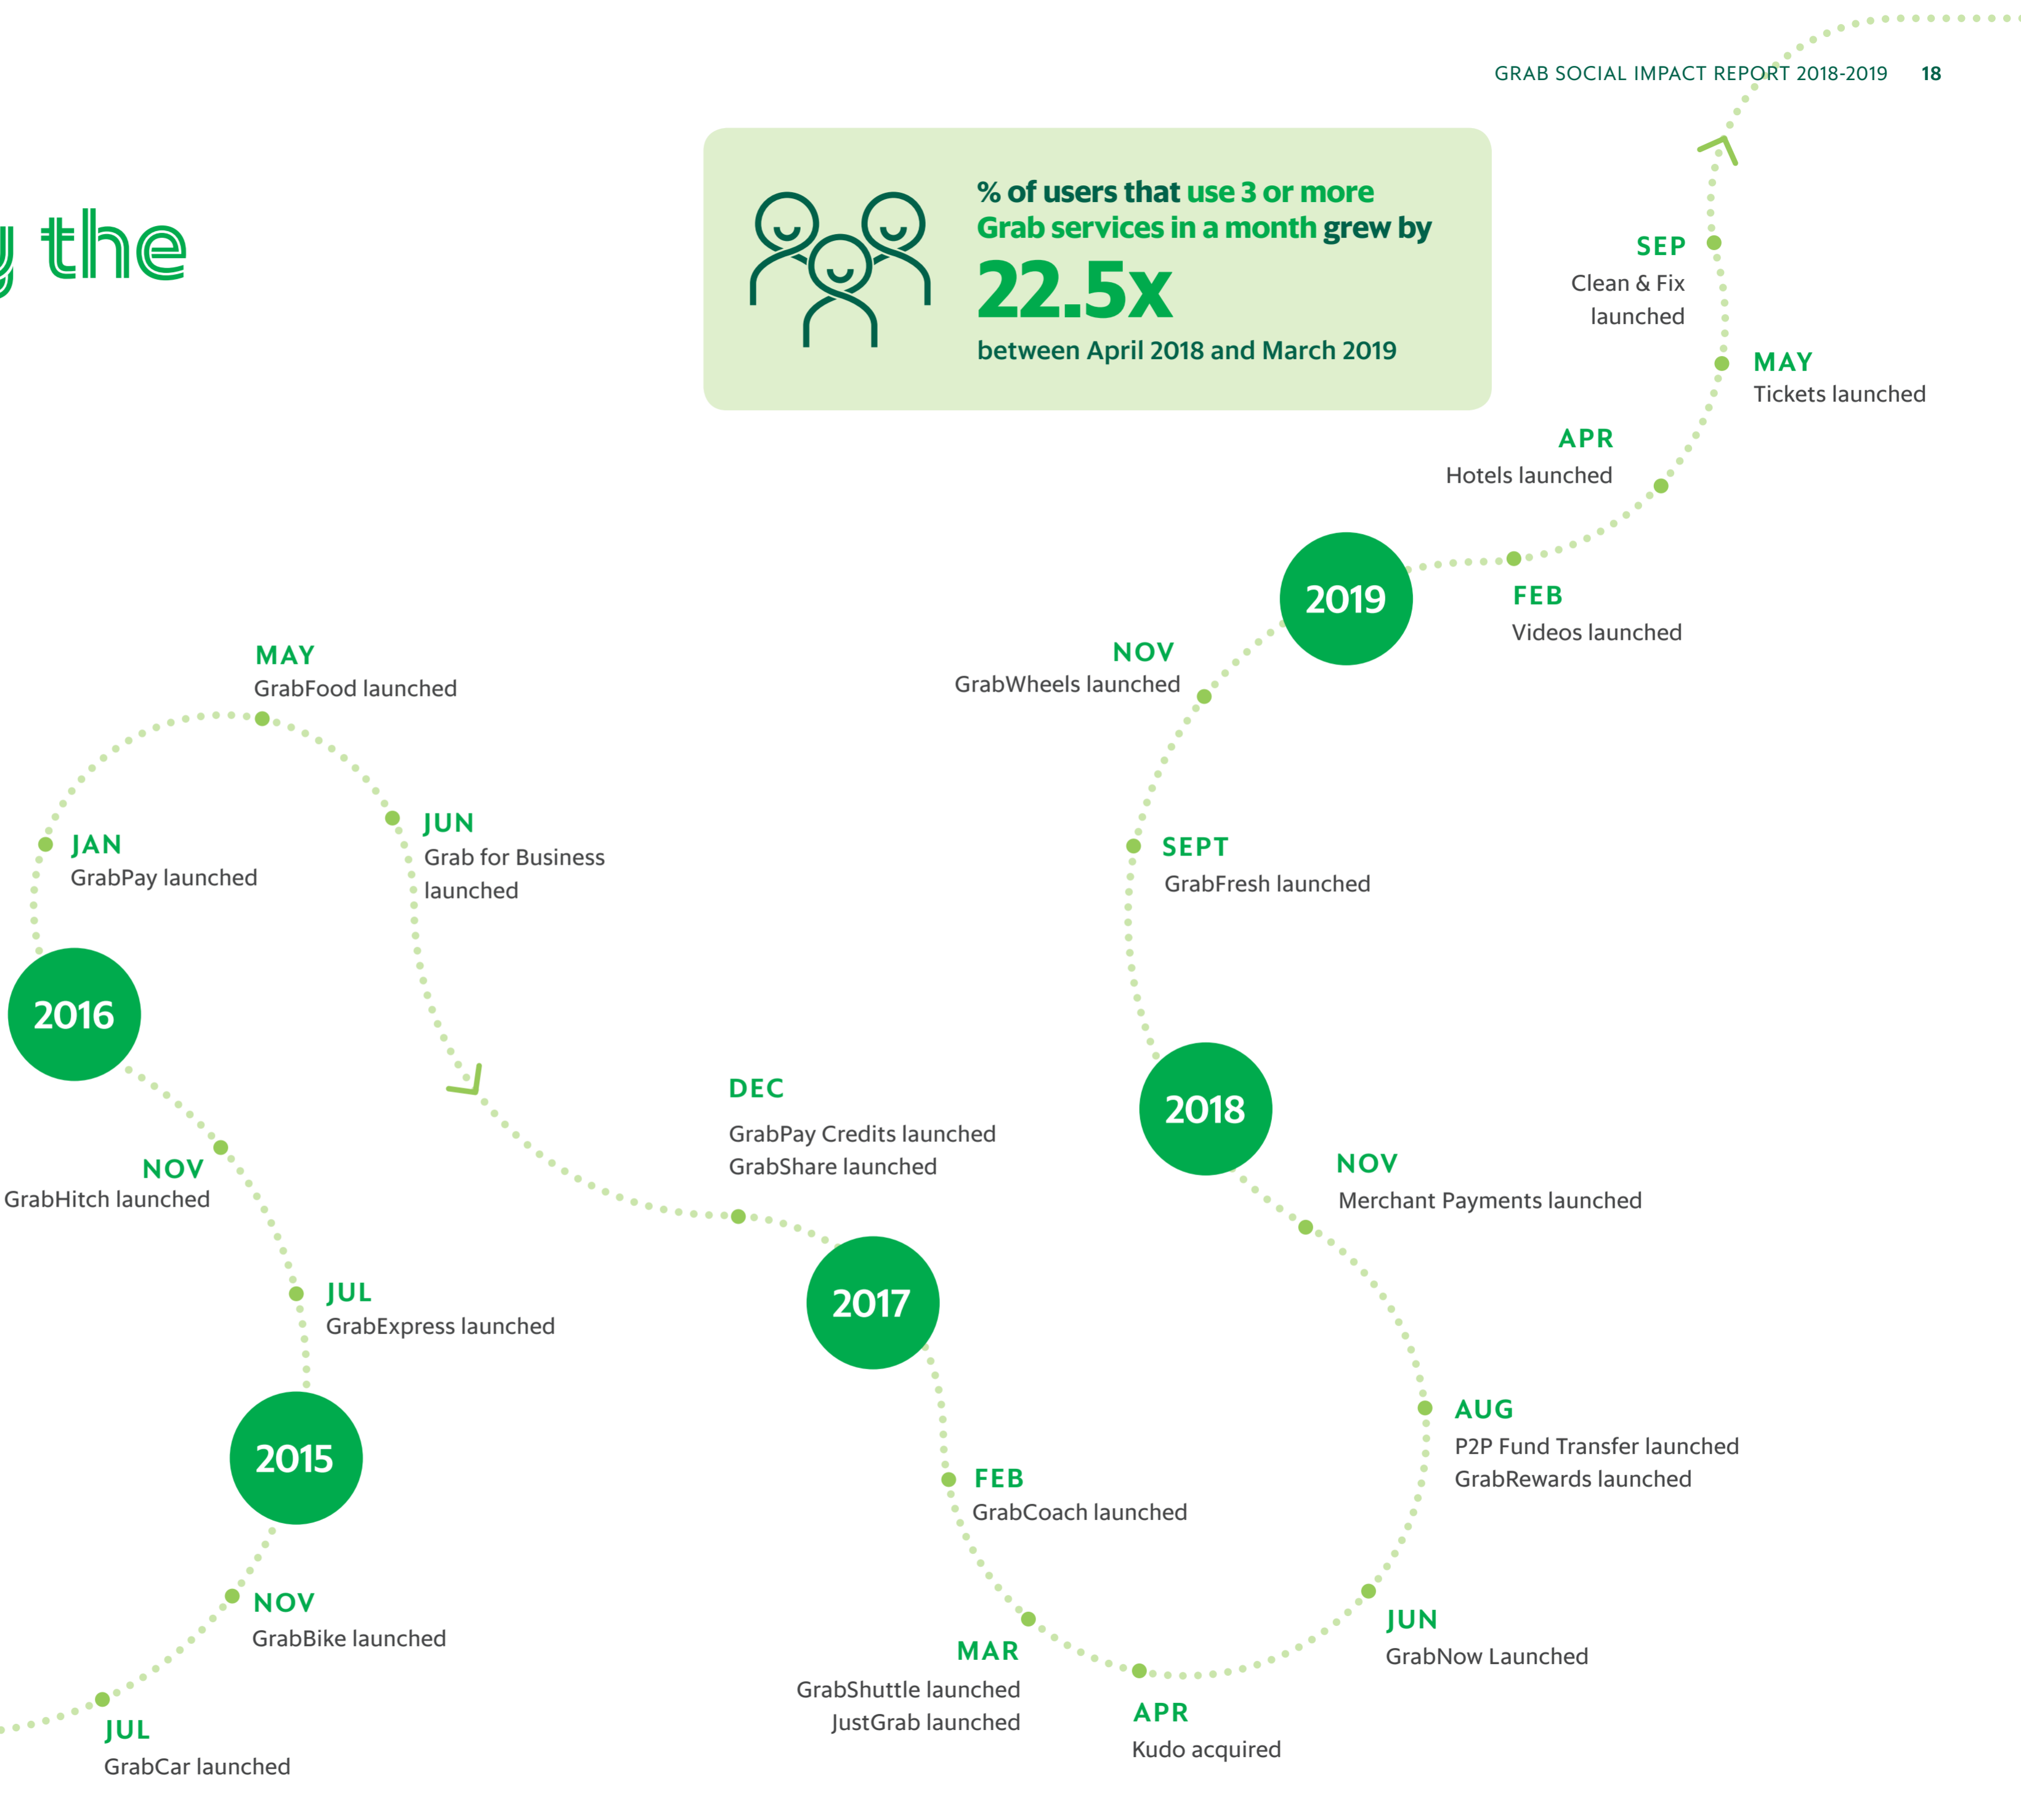 GRAB SOCIAL IMPACT REPORT 2018-2019 18
the
% of users that use 3 or more
Grab services in a month grew by
22.5x
between April 2018 and March 2019
JUL
GrabCar launched
NOV
GrabBike launched
2015
JUL
GrabExpress launched
NOV
GrabHitch launched
2016
JAN
GrabPay launched
MAY
GrabFood launched
JUN
Grab for Business
launched
DEC
GrabPay Credits launched
GrabShare launched
2017
FEB
GrabCoach launched
MAR
GrabShuttle launched
JustGrab launched
APR
Kudo acquired
JUN
GrabNow Launched
AUG
P2P Fund Transfer launched
GrabRewards launched
NOV
Merchant Payments launched
2018
SEPT
GrabFresh launched
NOV
GrabWheels launched
2019
FEB
Videos launched
APR
Hotels launched
MAY
Tickets launched
SEP
Clean & Fix
launched